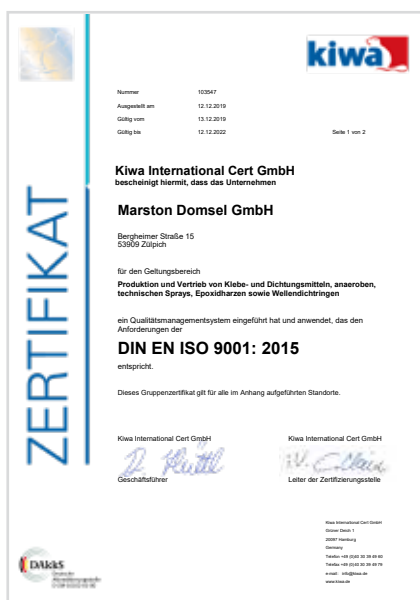 kiwa
Nummer 103547
Ausgestellt am 12.12.2019
Gültig vom 13.12.2019
Gültig bis 12.12.2022 Seite 1 von 2
Kiwa International Cert GmbH
bescheinigt hiermit, dass das Unternehmen
Marston Domsel GmbH
Bergheimer Straße 15
53909 Zülpich
für den Geltungsbereich
Produktion und Vertrieb von Klebe- und Dichtungsmitteln, anaeroben,
technischen Sprays, Epoxidharzen sowie Wellendichtringen
ein Qualitätsmanagementsystem eingeführt hat und anwendet, das den
Anforderungen der
DIN EN ISO 9001: 2015
entspricht.
Dieses Gruppenzertifikat gilt für alle im Anhang aufgeführten Standorte.
ZERTIFIKAT
Kiwa International Cert GmbH Kiwa International Cert GmbH
Geschäftsführer Leiter der Zertifizierungsstelle
Kiwa International Cert GmbH
20097 Hamburg
Germany
www.kiwa.de
DAkkS
Deutsche
Akkreditierungsstelle